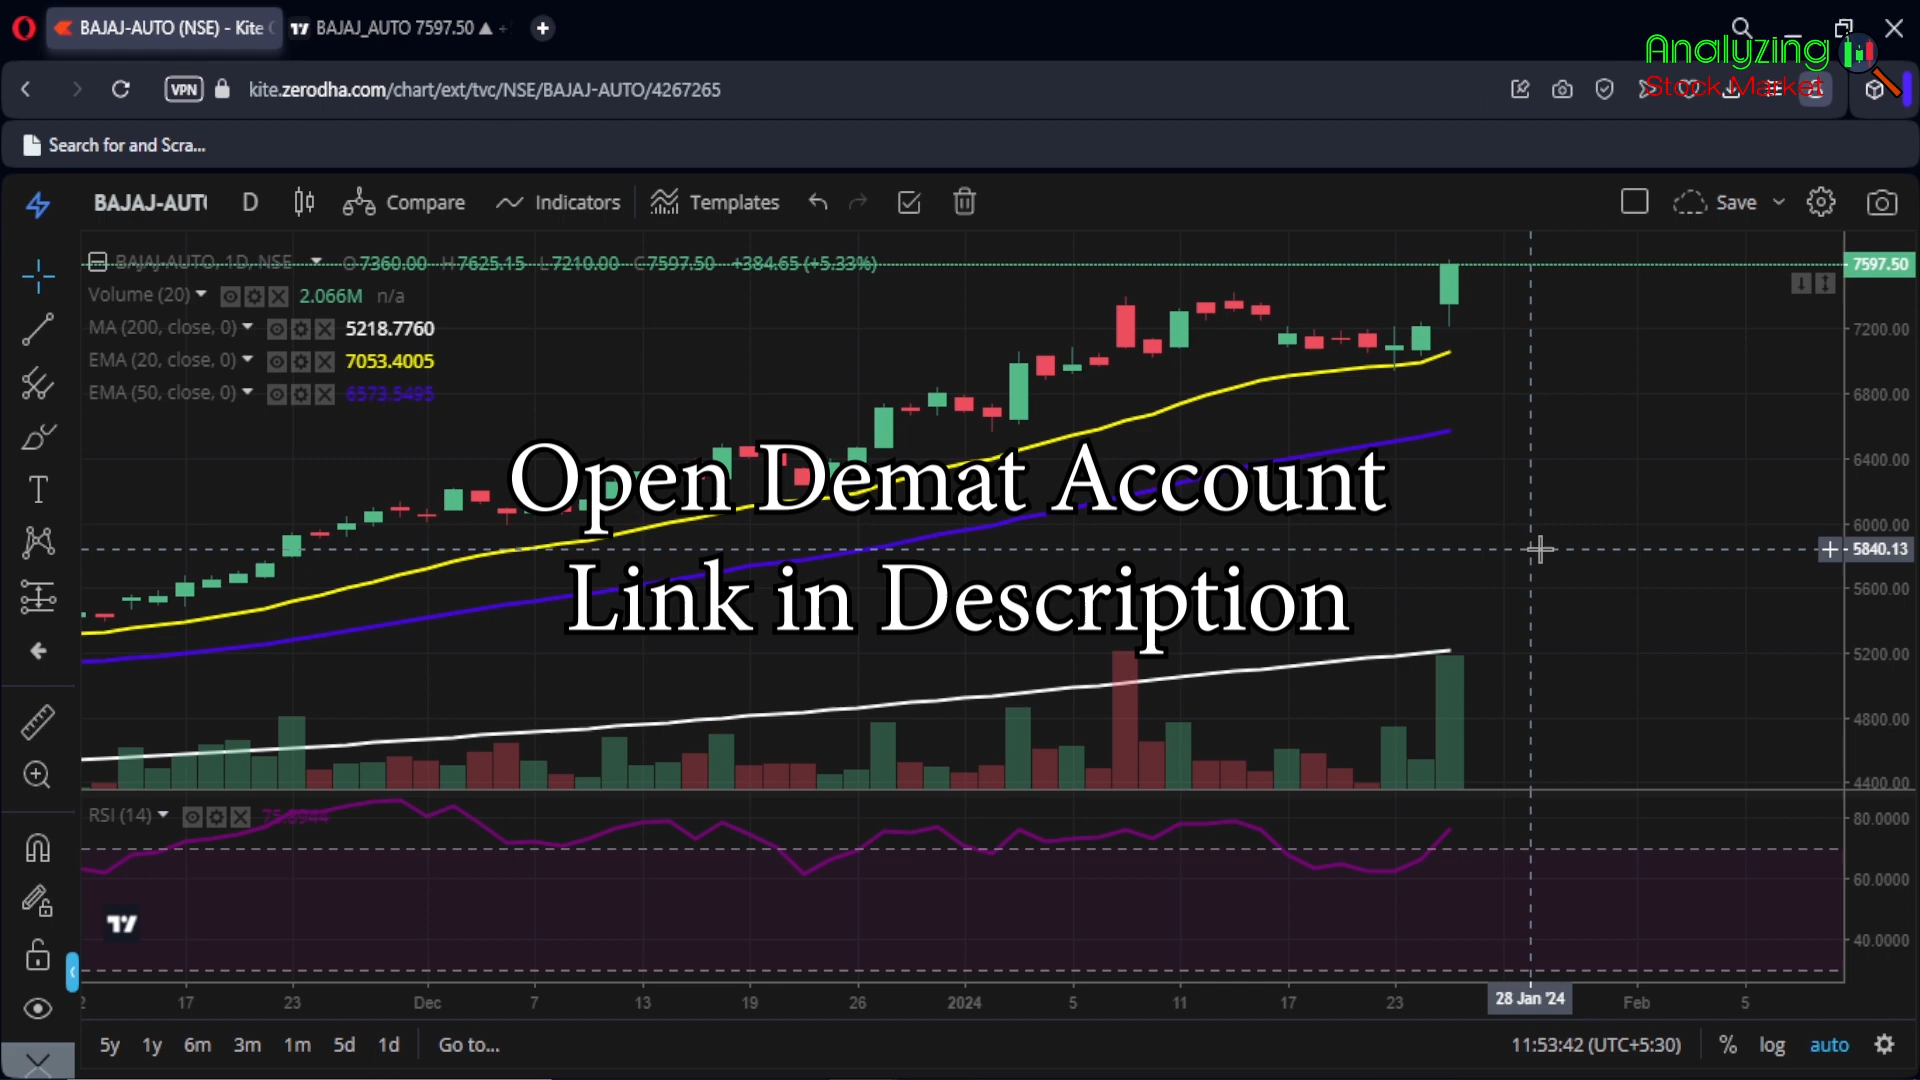 BAJAJ-AUTO (NSE) - Kite
BAJAJ_AUTO 7597.50 ▲ +
Analyzing
Stock Market
VPN
kite.zerodha.com/chart/ext/tvc/NSE/BAJAJ-AUTO/4267265
Search for and Scra...
BAJAJ-AUT
D
Compare
Indicators
Templates
Save
BAJAJ-AUTO, 1D, NSE O7360.00 H7625.15 L7210.00 C7597.50 +384.65 (+5.33%)
Volume (20) 2.066M n/a
MA (200, close, 0) 5218.7760
EMA (20, close, 0) 7053.4005
EMA (50, close, 0) 6573.5495
7597.50
7200.00
6800.00
6400.00
6000.00
5840.13
5600.00
5200.00
4800.00
4400.00
Open Demat Account
Link in Description
RSI (14) 75.8944
80.0000
60.0000
40.0000
17 23 Dec 7 13 19 26 2024 5 11 17 23 28 Jan '24 Feb 5
5y 1y 6m 3m 1m 5d 1d Go to...
11:53:42 (UTC+5:30) % log auto